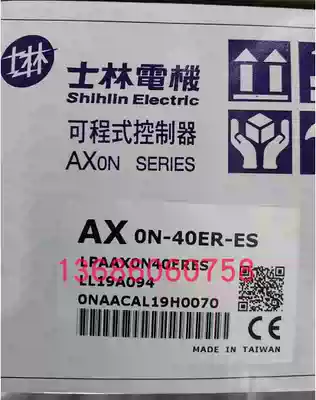 士林
士林電機
Shihlin Electric
可程式控制器
AX0N SERIES
AX 0N-40ER-ES
LPAAX0N40ERES
13686060758
LL19A094
0NAACAL19H0070
CE
MADE IN TAIWAN